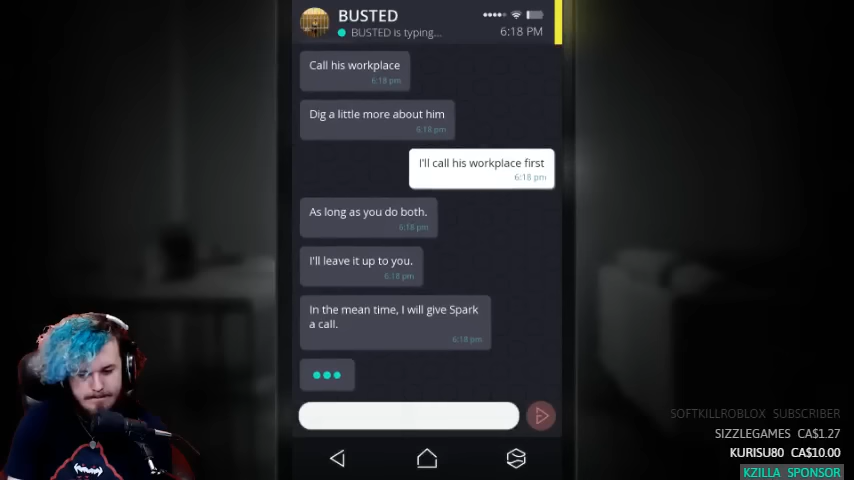 BUSTED
BUSTED is typing...
6:18 PM
Call his workplace
6:18 pm
Dig a little more about him
6:18 pm
I'll call his workplace first
6:18 pm
As long as you do both.
6:18 pm
I'll leave it up to you.
6:18 pm
In the mean time, I will give Spark
a call.
6:18 pm
SOFTKILLROBLOX SUBSCRIBER
SIZZLEGAMES CA$1.27
KURISU80 CA$10.00
KZILLA SPONSOR